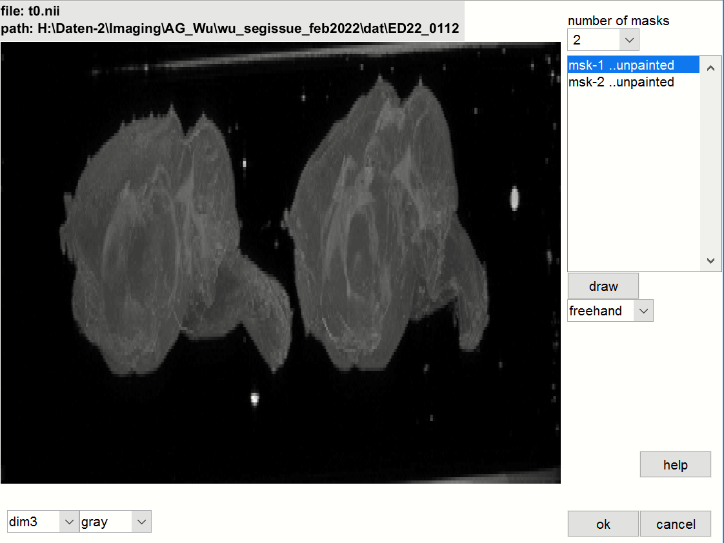 file: t0.nii
path: H:\Daten-2\Imaging\AG_Wu\wu_segissue_feb2022\dat\ED22_0112
number of masks
2
msk-1 ..unpainted
msk-2 ..unpainted
draw
freehand
help
dim3 gray
ok cancel